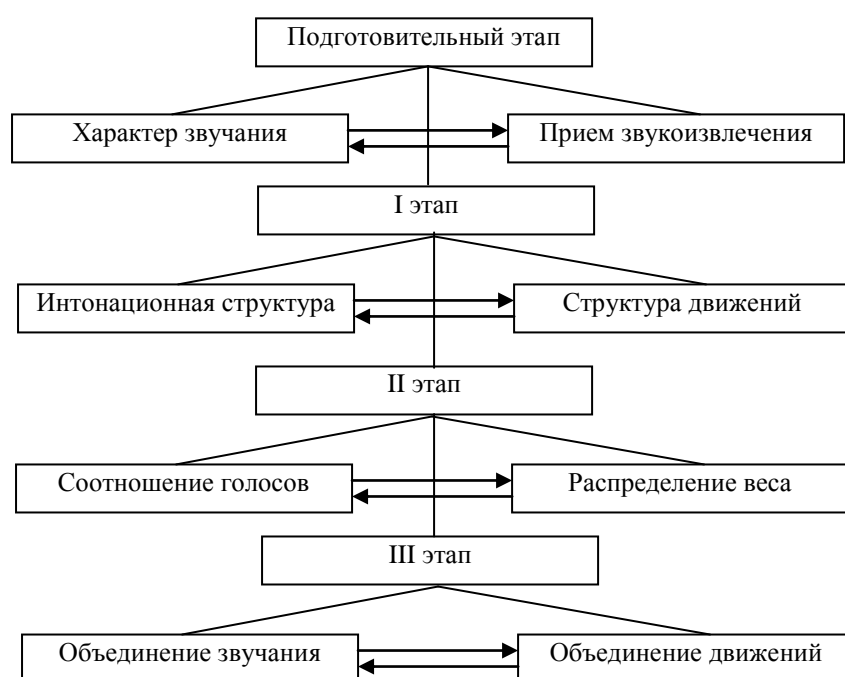 Подготовительный этап
Характер звучания
Прием звукоизвлечения
I этап
Интонационная структура
Структура движений
II этап
Соотношение голосов
Распределение веса
III этап
Объединение звучания
Объединение движений